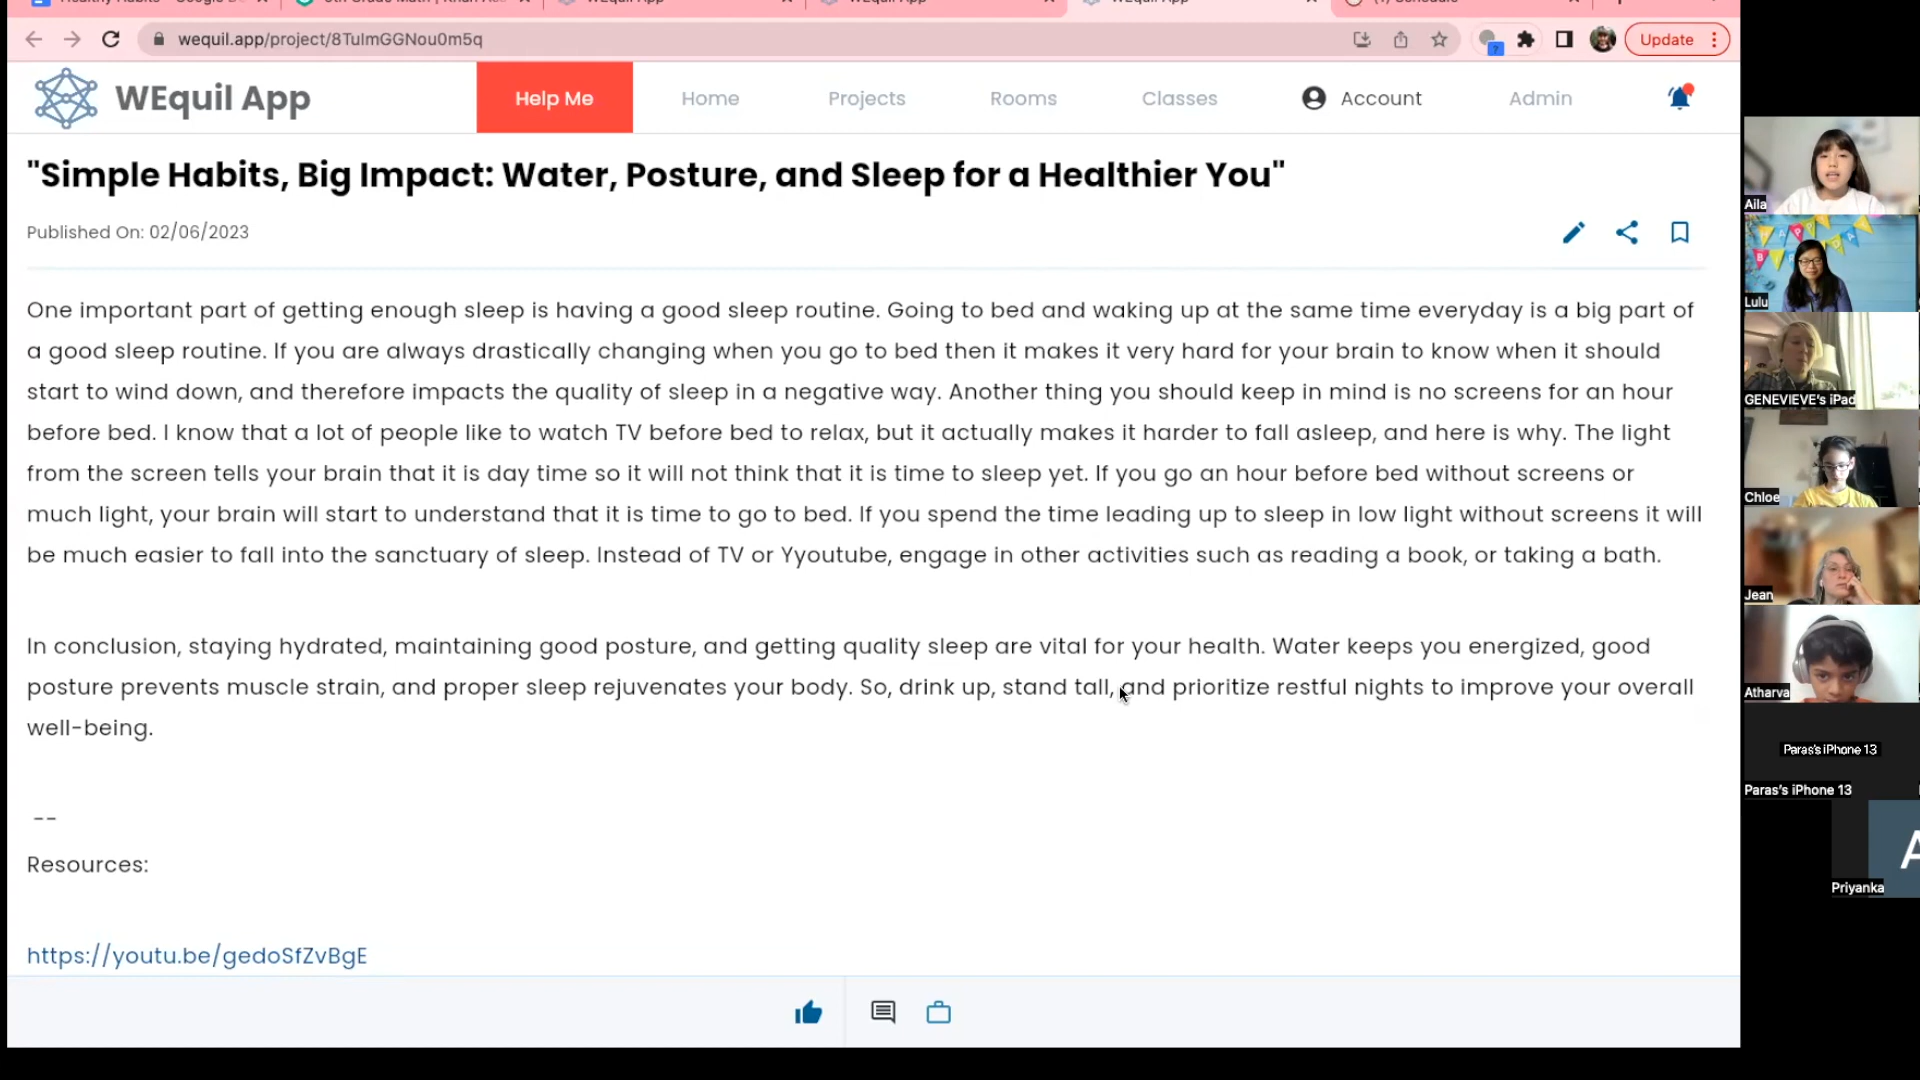 wequil.app/project/8TulmGGNou0m5q
Update
WEquil App
Help Me
Home
Projects
Rooms
Classes
Account
Admin
"Simple Habits, Big Impact: Water, Posture, and Sleep for a Healthier You"
Published On: 02/06/2023
One important part of getting enough sleep is having a good sleep routine. Going to bed and waking up at the same time everyday is a big part of
a good sleep routine. If you are always drastically changing when you go to bed then it makes it very hard for your brain to know when it should
start to wind down, and therefore impacts the quality of sleep in a negative way. Another thing you should keep in mind is no screens for an hour
before bed. I know that a lot of people like to watch TV before bed to relax, but it actually makes it harder to fall asleep, and here is why. The light
from the screen tells your brain that it is day time so it will not think that it is time to sleep yet. If you go an hour before bed without screens or
much light, your brain will start to understand that it is time to go to bed. If you spend the time leading up to sleep in low light without screens it will
be much easier to fall into the sanctuary of sleep. Instead of TV or Yyoutube, engage in other activities such as reading a book, or taking a bath.
In conclusion, staying hydrated, maintaining good posture, and getting quality sleep are vital for your health. Water keeps you energized, good
posture prevents muscle strain, and proper sleep rejuvenates your body. So, drink up, stand tall, and prioritize restful nights to improve your overall
well-being.
--
Resources:
https://youtu.be/gedoSfZvBgE
Aila
Lulu
GENEVIEVE's iPad
Chloe
Jean
Atharva
Paras's iPhone 13
Paras's iPhone 13
A
Priyanka